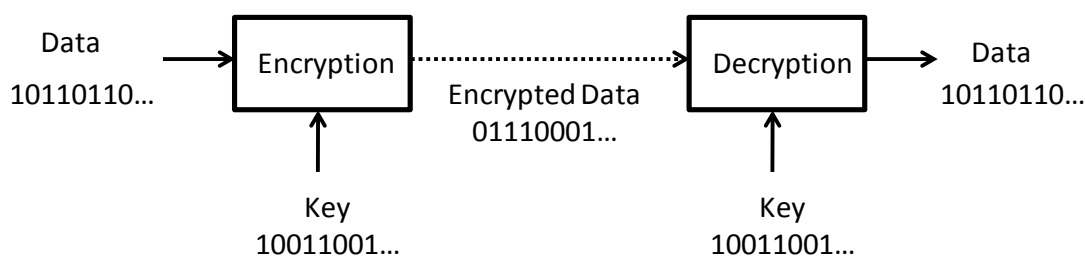 Data
10110110...
Encryption
Encrypted Data
01110001...
Decryption
Data
10110110...
Key
10011001...
Key
10011001...